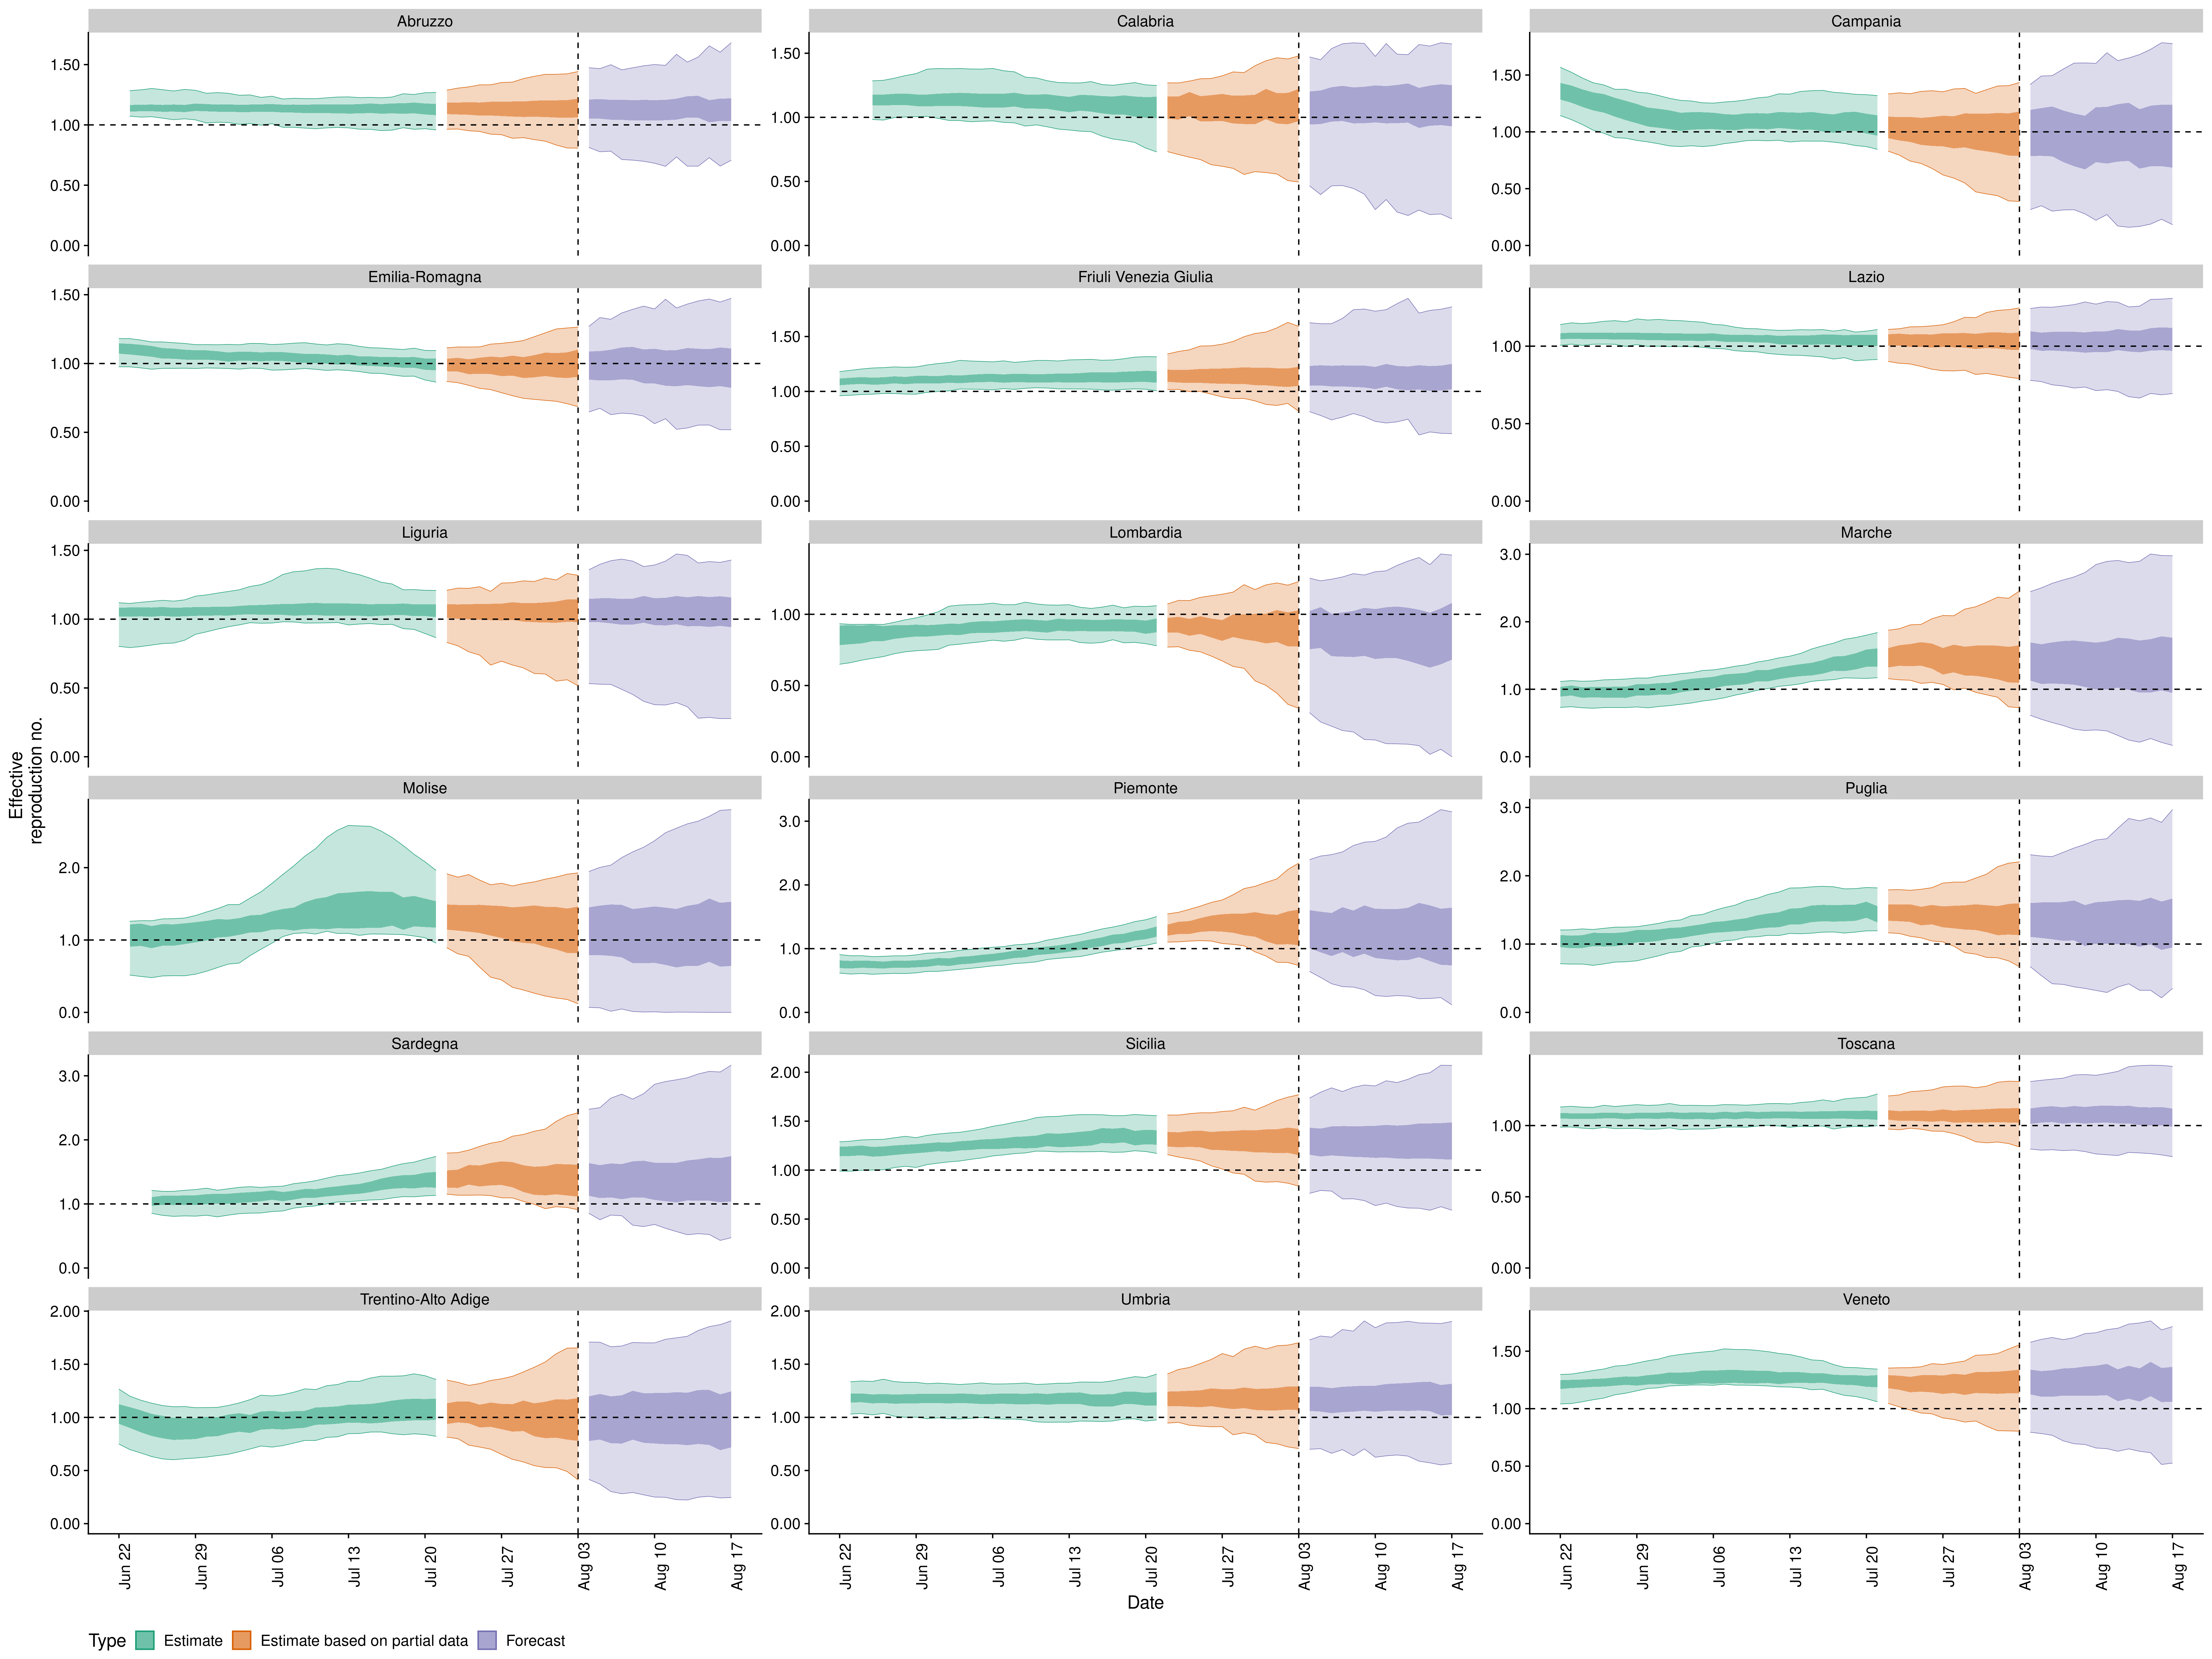 Abruzzo
Calabria
Campania
1.50
1.00
0.50
0.00
1.50
1.00
0.50
0.00
1.50
1.00
0.50
0.00
Emilia-Romagna
Friuli Venezia Giulia
Lazio
1.50
1.00
0.50
0.00
1.50
1.00
0.50
0.00
1.00
0.50
0.00
Liguria
Lombardia
Marche
1.50
1.00
0.50
0.00
1.00
0.50
0.00
3.0
2.0
1.0
0.0
Effective
reproduction no.
Molise
Piemonte
Puglia
2.0
1.0
0.0
3.0
2.0
1.0
0.0
3.0
2.0
1.0
0.0
Sardegna
Sicilia
Toscana
3.0
2.0
1.0
0.0
2.00
1.50
1.00
0.50
0.00
1.00
0.50
0.00
Trentino-Alto Adige
Umbria
Veneto
2.00
1.50
1.00
0.50
0.00
2.00
1.50
1.00
0.50
0.00
1.50
1.00
0.50
0.00
Jun 22
Jun 29
Jul 06
Jul 13
Jul 20
Jul 27
Aug 03
Aug 10
Aug 17
Jun 22
Jun 29
Jul 06
Jul 13
Jul 20
Jul 27
Aug 03
Aug 10
Aug 17
Jun 22
Jun 29
Jul 06
Jul 13
Jul 20
Jul 27
Aug 03
Aug 10
Aug 17
Date
Type Estimate Estimate based on partial data Forecast